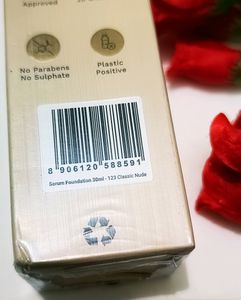 Approved
No Parabens
No Sulphate
Plastic
Positive
8 906120 588591
Serum Foundation 30ml - 123 Classic Nude